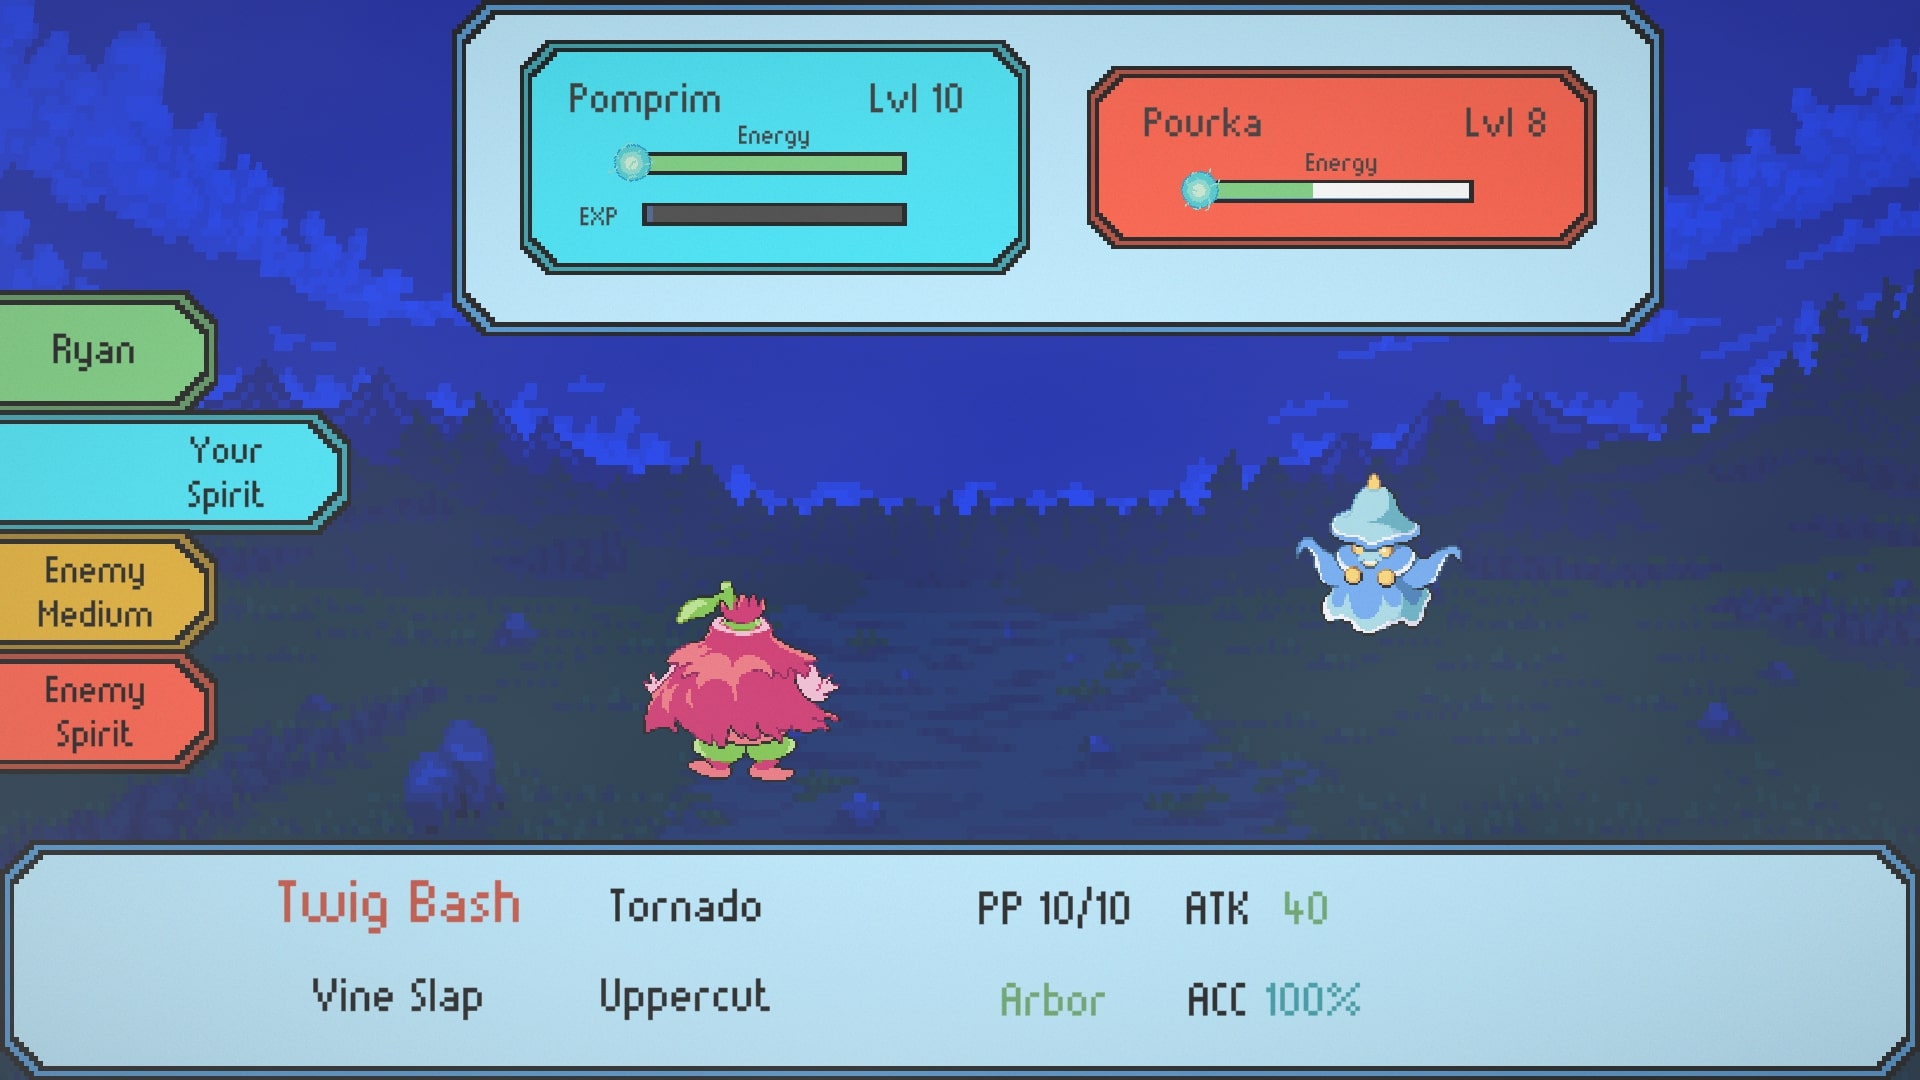 Pomprim Lvl 10
Energy
EXP
Pourka Lvl 8
Energy
Ryan
Your
Spirit
Enemy
Medium
Enemy
Spirit
Twig Bash Tornado PP 10/10 ATK 40
Vine Slap Uppercut Arbor ACC 100%